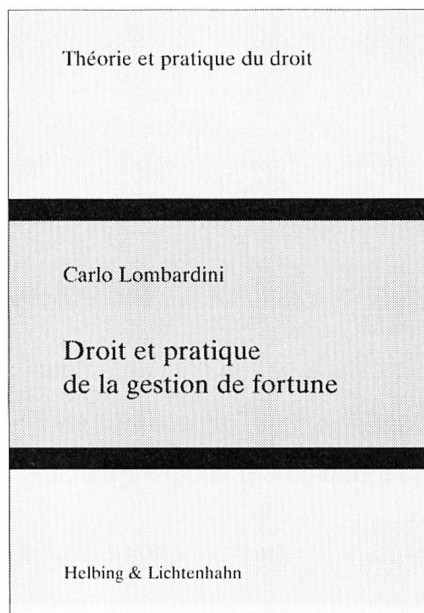 Théorie et pratique du droit
Carlo Lombardini
Droit et pratique
de la gestion de fortune
Helbing & Lichtenhahn